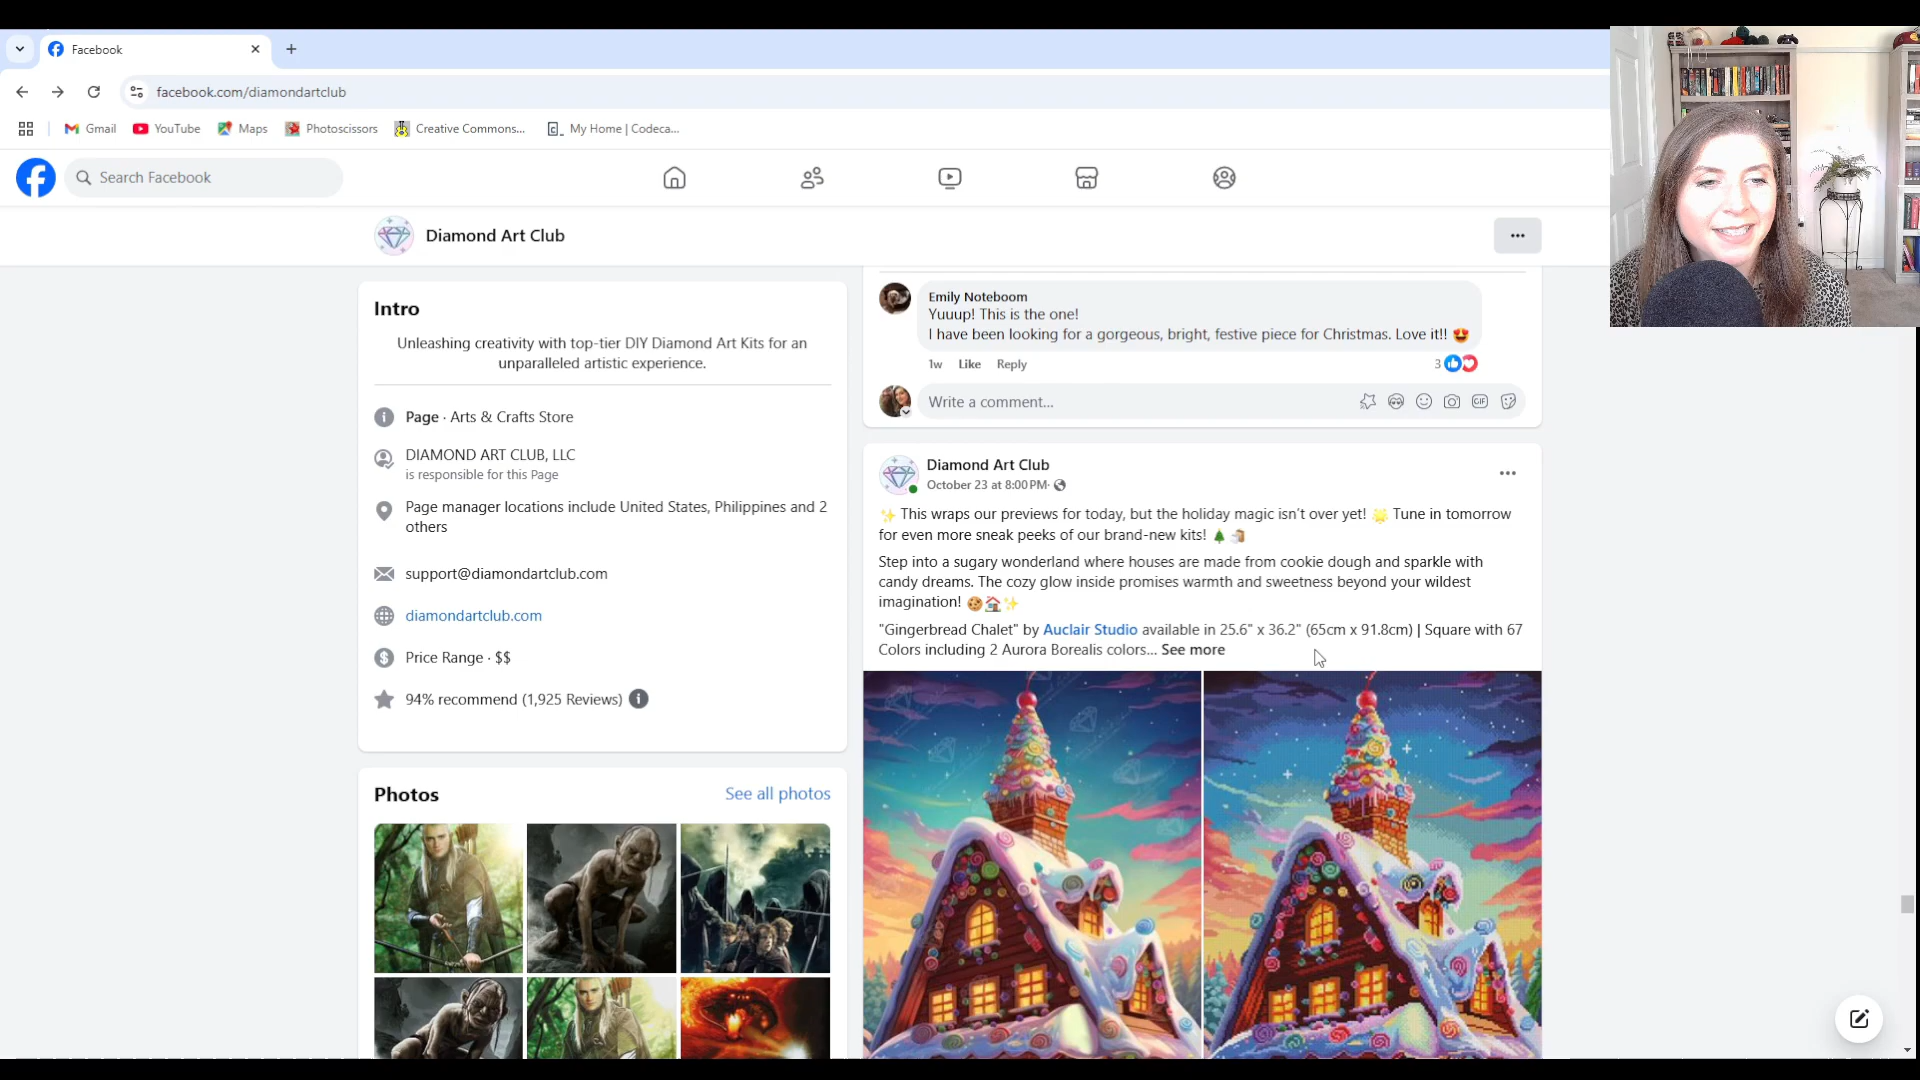 Facebook
facebook.com/diamondartclub
Gmail
YouTube
Maps
Photoscissors
Creative Commons...
My Home | Codeca...
Search Facebook
Diamond Art Club
Intro
Unleashing creativity with top-tier DIY Diamond Art Kits for an
unparalleled artistic experience.
Page · Arts & Crafts Store
DIAMOND ART CLUB, LLC
is responsible for this Page
Page manager locations include United States, Philippines and 2
others
support@diamondartclub.com
diamondartclub.com
Price Range · $$
94% recommend (1,925 Reviews)
Photos
See all photos
Emily Noteboom
Yuuup! This is the one!
I have been looking for a gorgeous, bright, festive piece for Christmas. Love it!! 😍
1w Like Reply 3
Write a comment...
GIF
Diamond Art Club
October 23 at 8:00 PM ·
✨ This wraps our previews for today, but the holiday magic isn't over yet! 🌟 Tune in tomorrow
for even more sneak peeks of our brand-new kits! 🎄
Step into a sugary wonderland where houses are made from cookie dough and sparkle with
candy dreams. The cozy glow inside promises warmth and sweetness beyond your wildest
imagination! 🍪🏠✨
"Gingerbread Chalet" by Auclair Studio available in 25.6" x 36.2" (65cm x 91.8cm) | Square with 67
Colors including 2 Aurora Borealis colors... See more